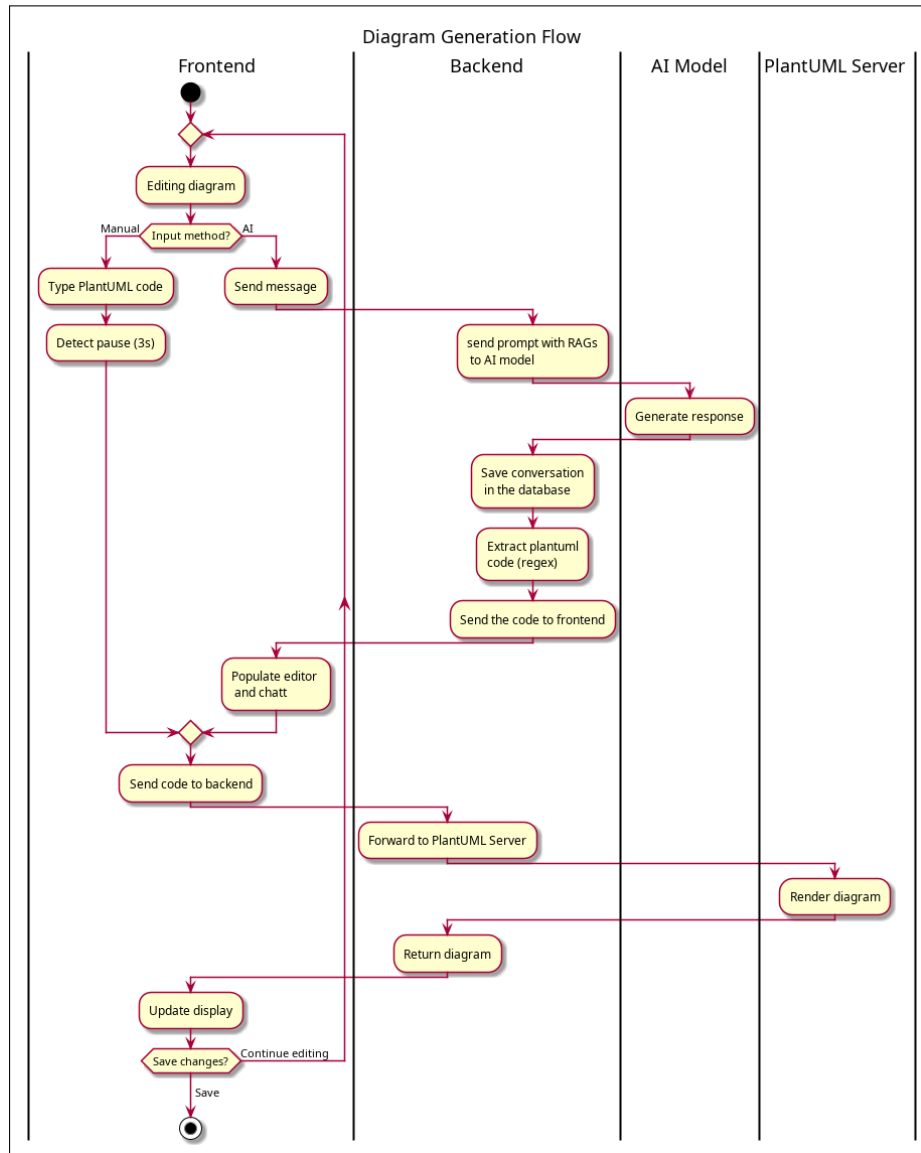 Diagram Generation Flow
Frontend
Backend
AI Model
PlantUML Server
Editing diagram
Manual
Input method?
AI
Type PlantUML code
Send message
Detect pause (3s)
send prompt with RAGs
to AI model
Generate response
Save conversation
in the database
Extract plantuml
code (regex)
Send the code to frontend
Populate editor
and chatt
Send code to backend
Forward to PlantUML Server
Render diagram
Return diagram
Update display
Save changes?
Continue editing
Save